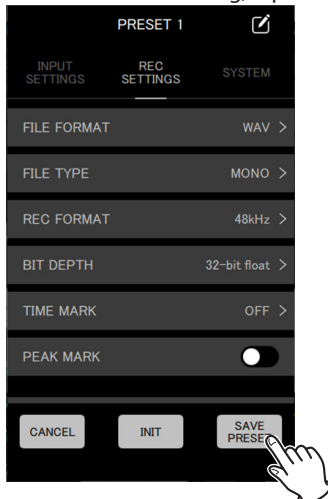 PRESET 1
INPUT
SETTINGS
REC
SETTINGS
SYSTEM
FILE FORMAT WAV >
FILE TYPE MONO >
REC FORMAT 48kHz >
BIT DEPTH 32-bit float >
TIME MARK OFF >
PEAK MARK
CANCEL
INIT
SAVE
PRESET